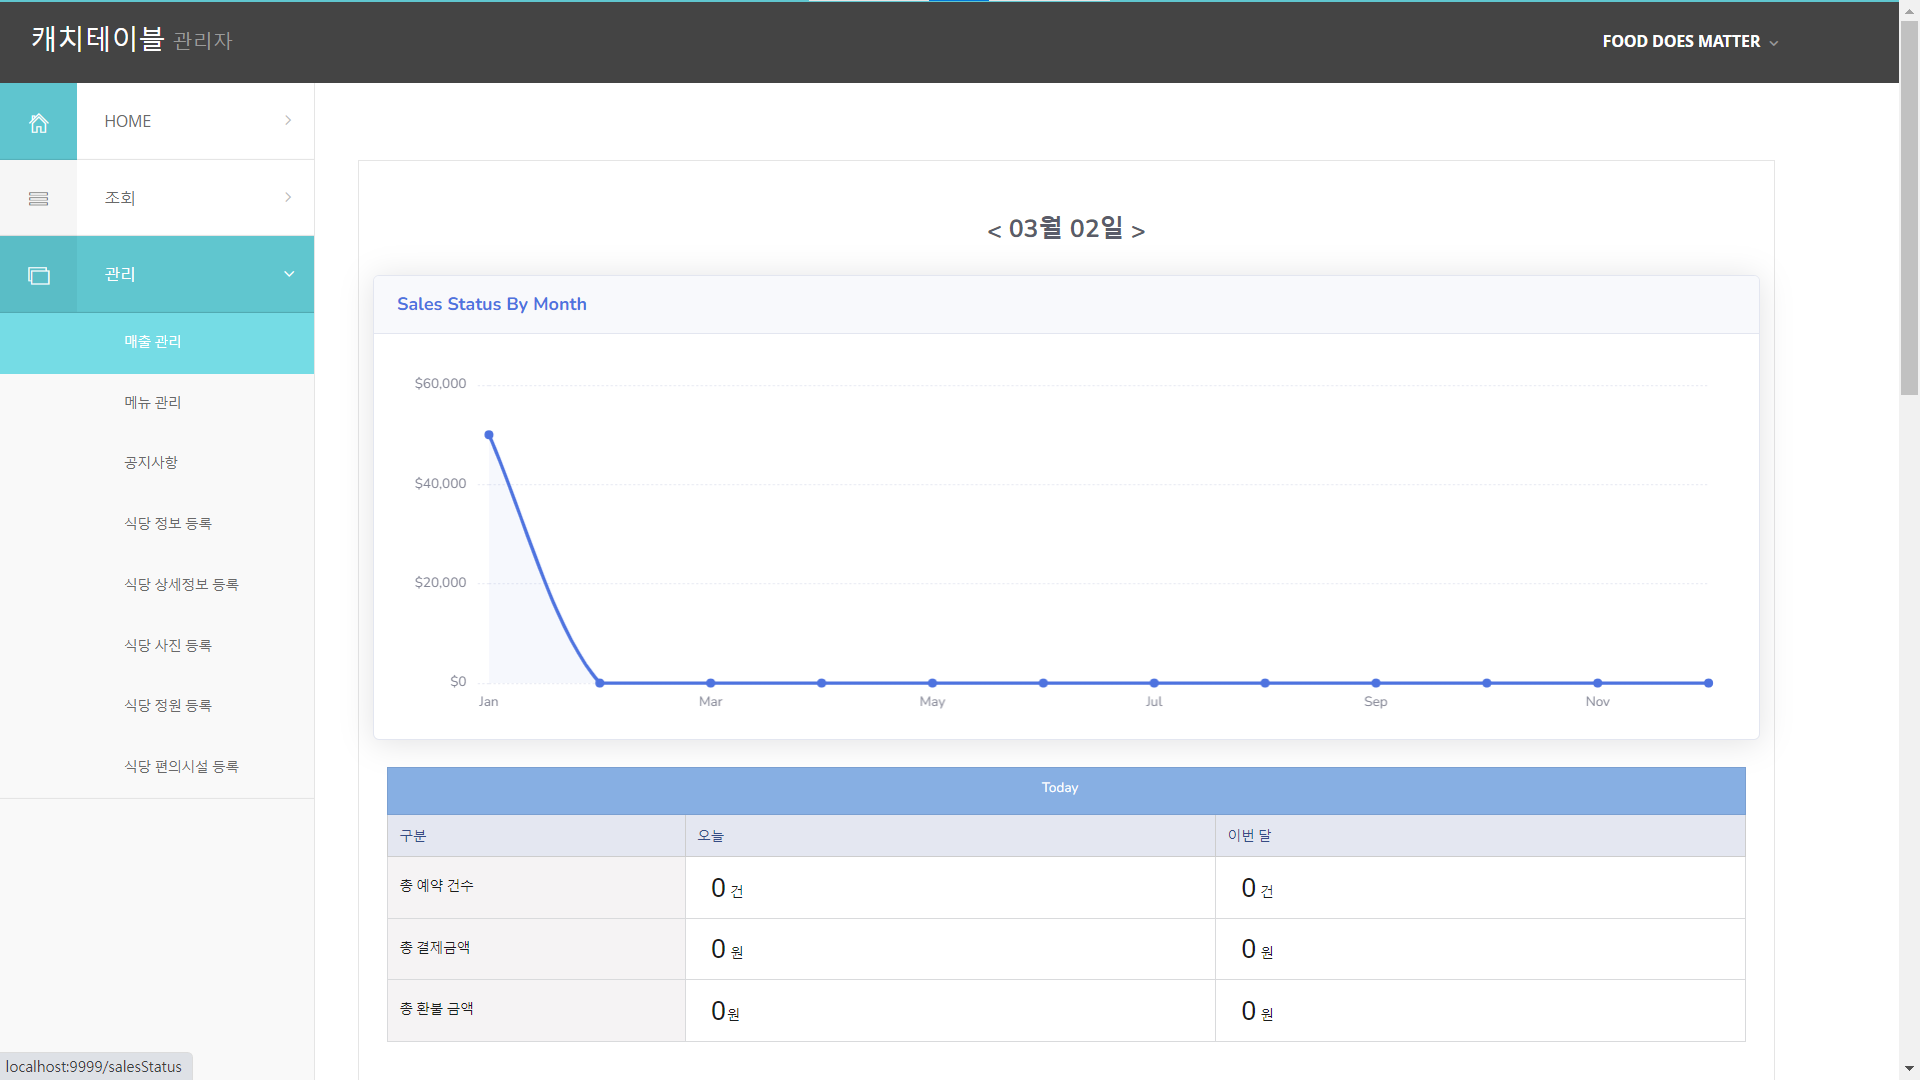 캐치테이블 관리자
FOOD DOES MATTER
HOME
조회
관리
매출 관리
메뉴 관리
공지사항
식당 정보 등록
식당 상세정보 등록
식당 사진 등록
식당 정원 등록
식당 편의시설 등록
< 03월 02일 >
Sales Status By Month
$60,000
$40,000
$20,000
$0
Jan Mar May Jul Sep Nov
Today
구분 오늘 이번 달
총 예약 건수 0 건 0 건
총 결제금액 0 원 0 원
총 환불 금액 0원 0 원
localhost:9999/salesStatus